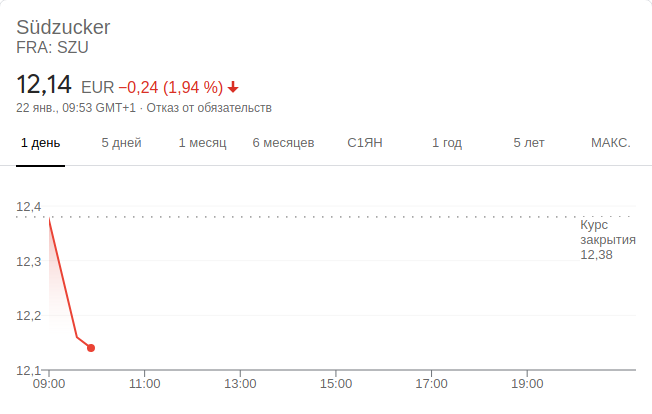 Südzucker
FRA: SZU
12,14 EUR −0,24 (1,94 %)
22 янв., 09:53 GMT+1 · Отказ от обязательств
1 день 5 дней 1 месяц 6 месяцев С1ЯН 1 год 5 лет МАКС.
12,4
Курс
закрытия
12,38
12,3
12,2
12,1
09:00 11:00 13:00 15:00 17:00 19:00